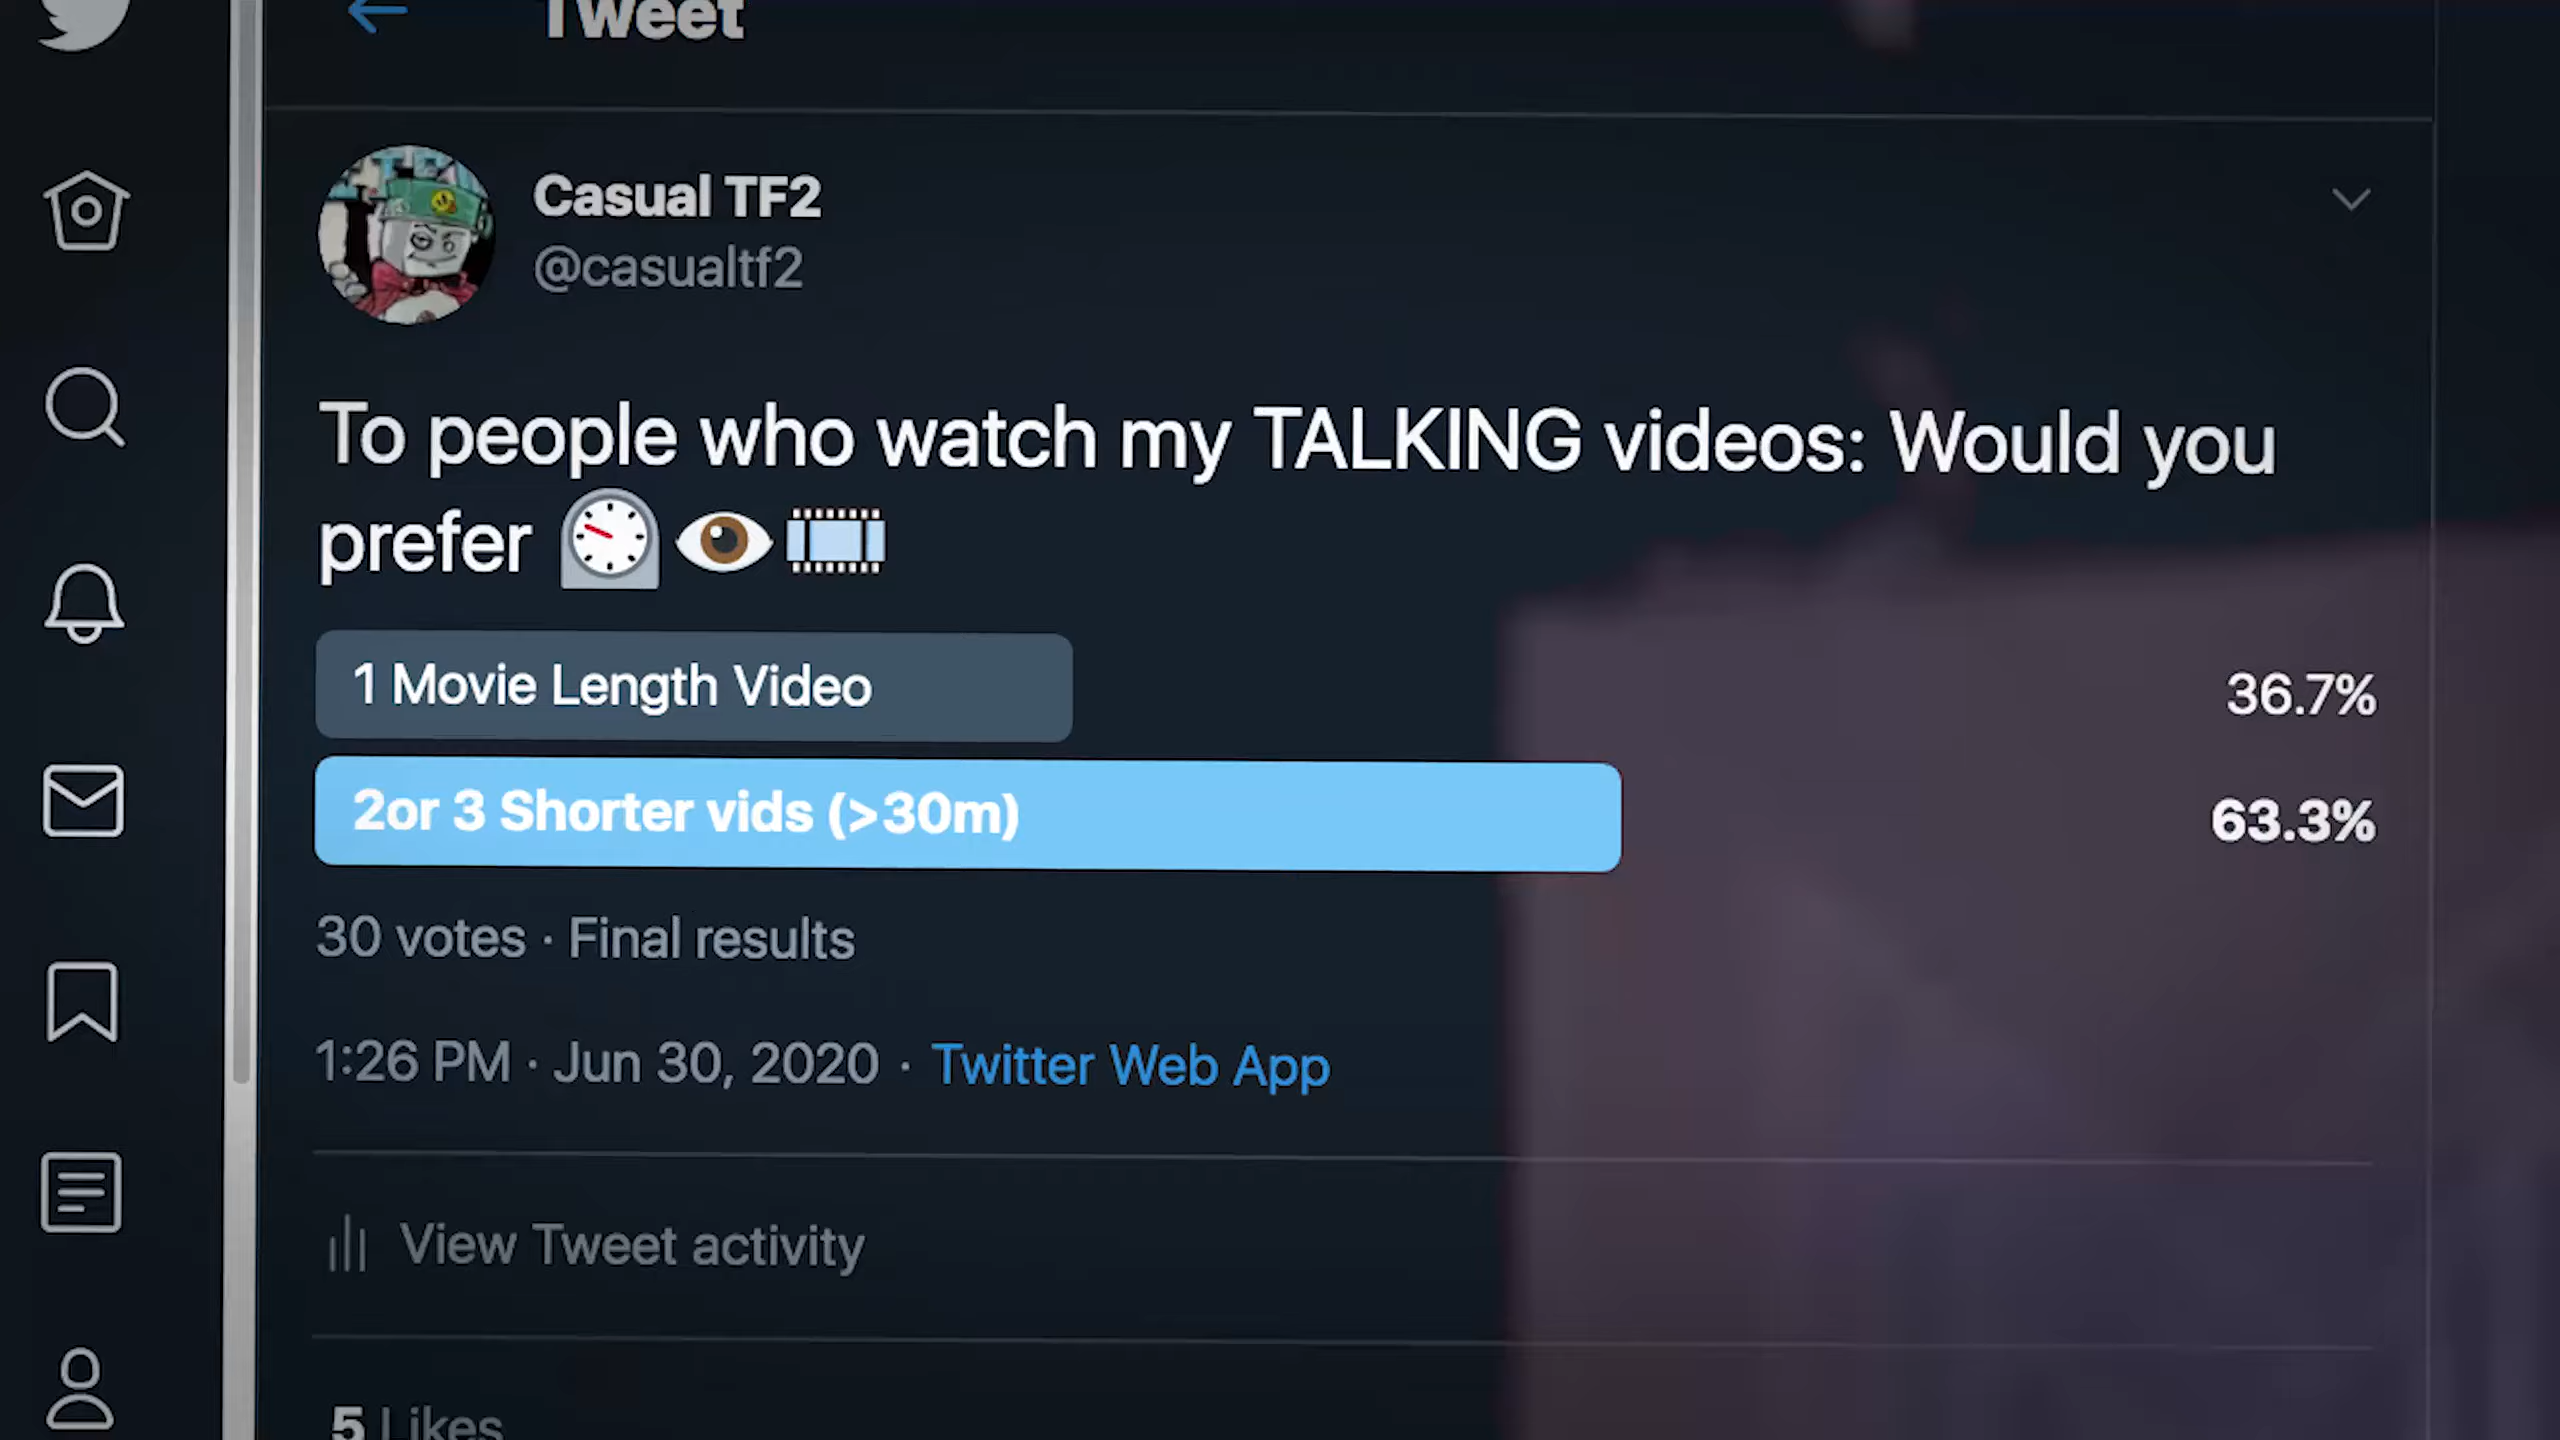 Tweet
Casual TF2
@casualtf2
To people who watch my TALKING videos: Would you
prefer
1 Movie Length Video
36.7%
2or 3 Shorter vids (>30m)
63.3%
30 votes · Final results
1:26 PM · Jun 30, 2020 · Twitter Web App
View Tweet activity
5 Likes